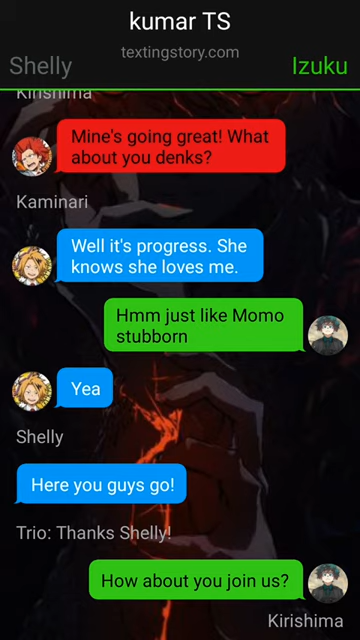 kumar TS
textingstory.com
Shelly
Izuku
Kirishima
Mine's going great! What
about you denks?
Kaminari
Well it's progress. She
knows she loves me.
Hmm just like Momo
stubborn
Yea
Shelly
Here you guys go!
Trio: Thanks Shelly!
How about you join us?
Kirishima